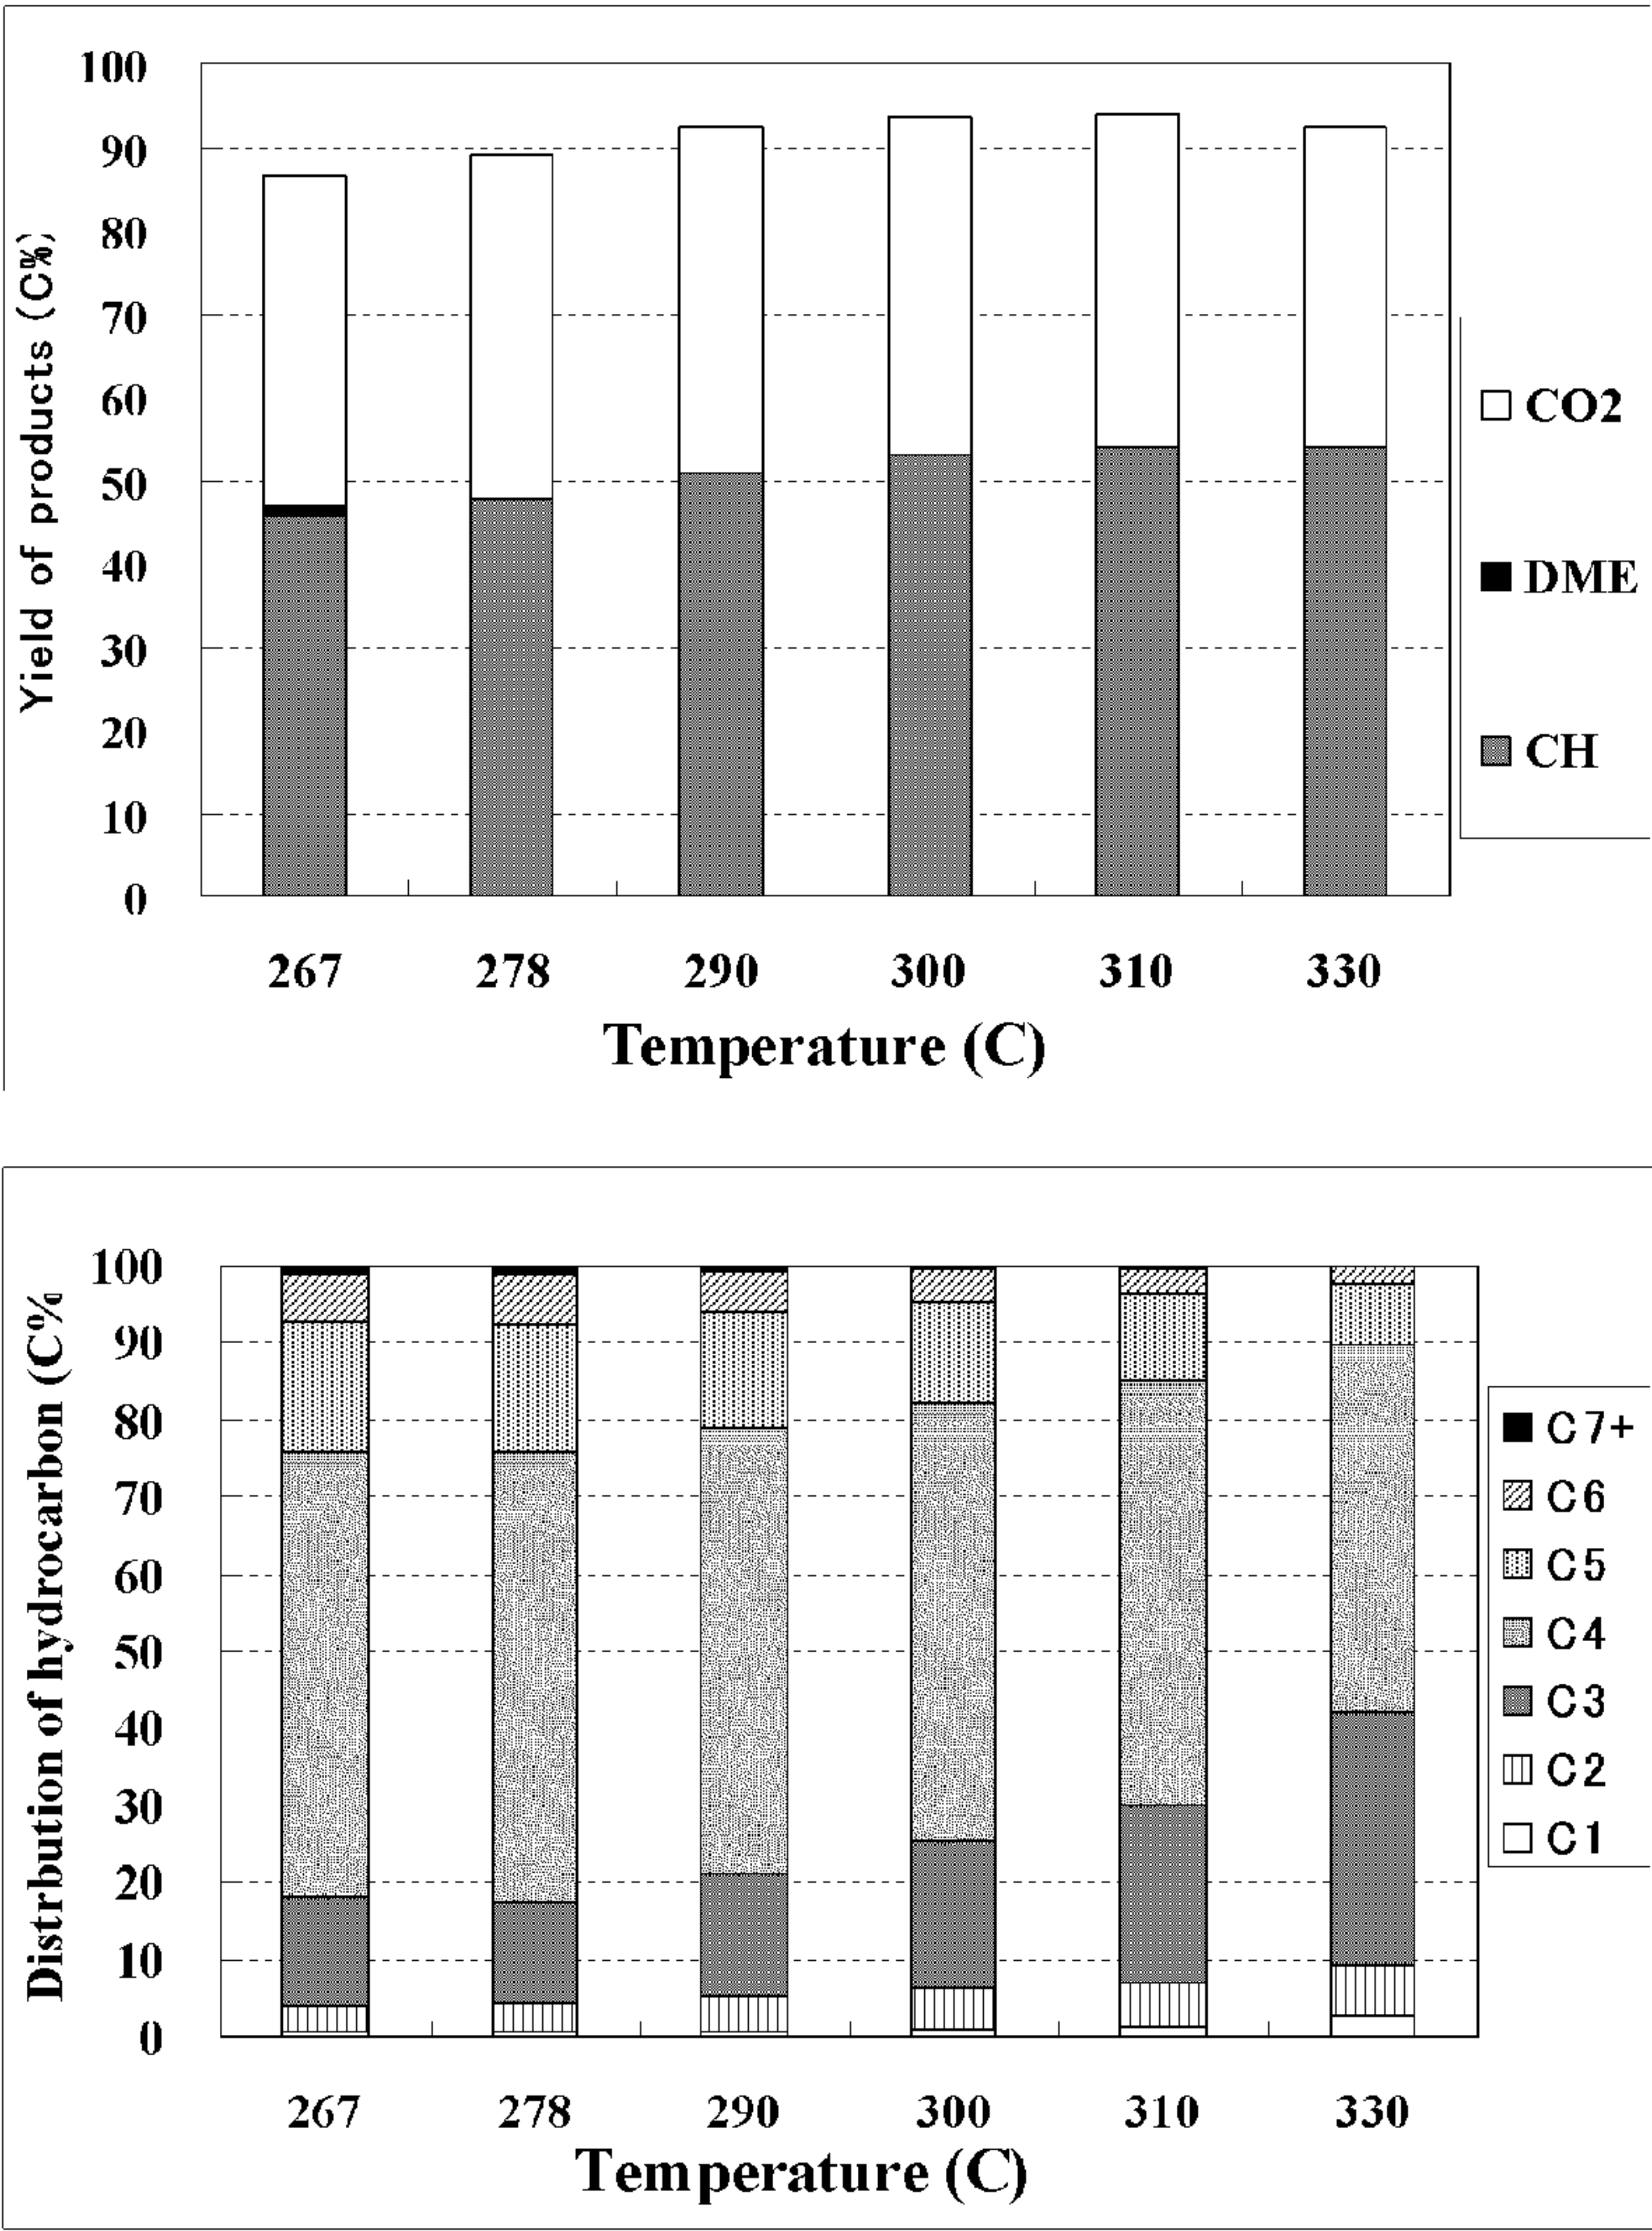 100
90
80
70
60
50
40
30
20
10
0
Yield of products (C%)
CO2
DME
CH
267 278 290 300 310 330
Temperature (C)
100
90
80
70
60
50
40
30
20
10
0
Distrbution of hydrocarbon (C%
C7+
C6
C5
C4
C3
C2
C1
267 278 290 300 310 330
Temperature (C)